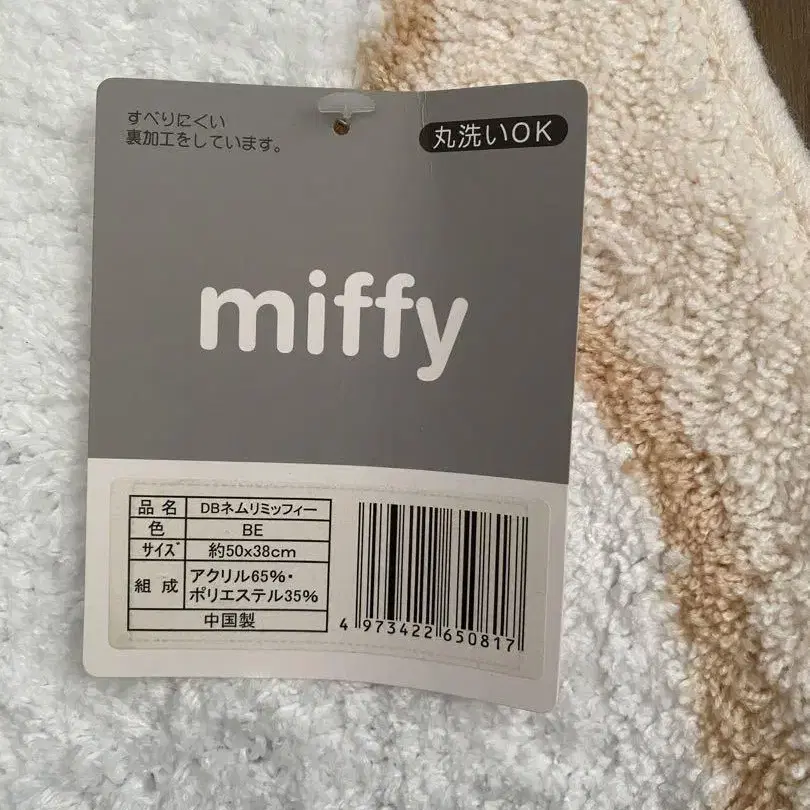 すべりにくい
裏加工をしています。
丸洗いOK
miffy
品名 DBネムリミッフィー
色 BE
サイズ 約50x38cm
組成 アクリル65%・
ポリエステル35%
中国製
4 973422 650817